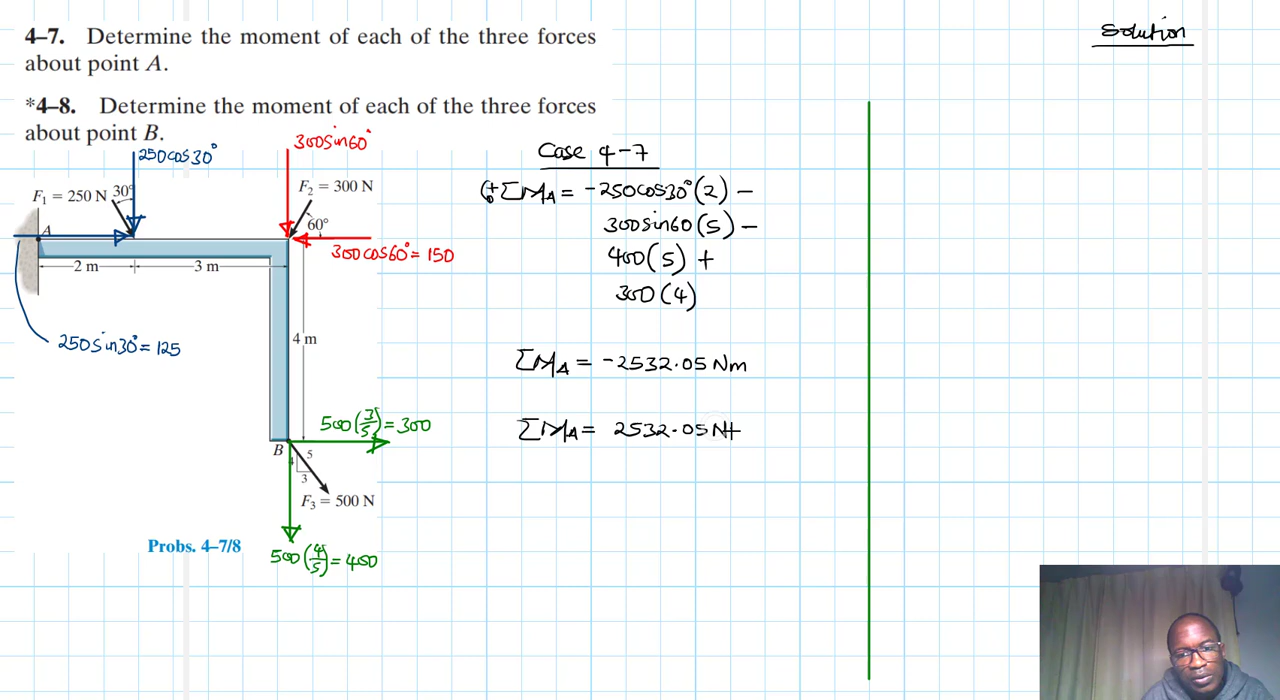 4–7. Determine the moment of each of the three forces
about point A.
*4–8. Determine the moment of each of the three forces
about point B.
Solution
250cos30°
300sin60°
F₁ = 250 N
30°
F₂ = 300 N
60°
A
300cos60° = 150
2 m
3 m
250sin30° = 125
4 m
500(3/5) = 300
B
5
4
3
F₃ = 500 N
Probs. 4–7/8
500(4/5) = 400
Case 4-7
(+ΣMA = -250cos30°(2) -
300sin60(5) -
400(5) +
300(4)
ΣMA = -2532.05 Nm
ΣMA = 2532.05 N